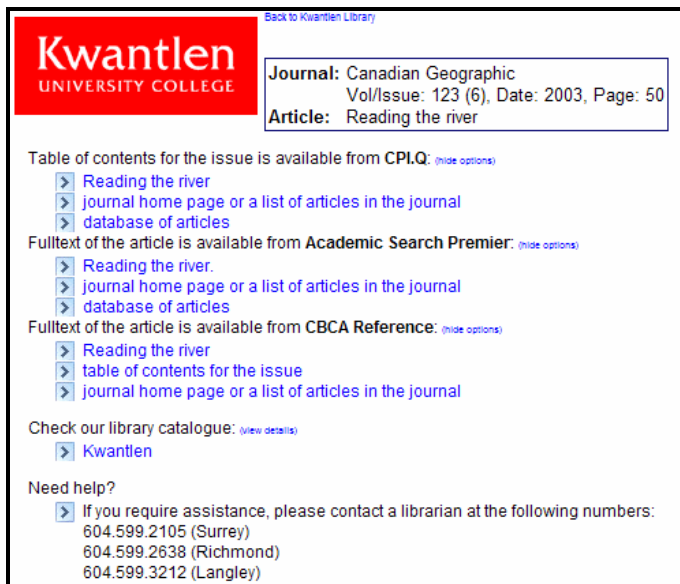 Back to Kwantlen Library
Kwantlen
UNIVERSITY COLLEGE
Journal: Canadian Geographic
Vol/Issue: 123 (6), Date: 2003, Page: 50
Article: Reading the river
Table of contents for the issue is available from CPI.Q: (hide options)
Reading the river
journal home page or a list of articles in the journal
database of articles
Fulltext of the article is available from Academic Search Premier: (hide options)
Reading the river.
journal home page or a list of articles in the journal
database of articles
Fulltext of the article is available from CBCA Reference: (hide options)
Reading the river
table of contents for the issue
journal home page or a list of articles in the journal
Check our library catalogue: (view details)
Kwantlen
Need help?
If you require assistance, please contact a librarian at the following numbers:
604.599.2105 (Surrey)
604.599.2638 (Richmond)
604.599.3212 (Langley)